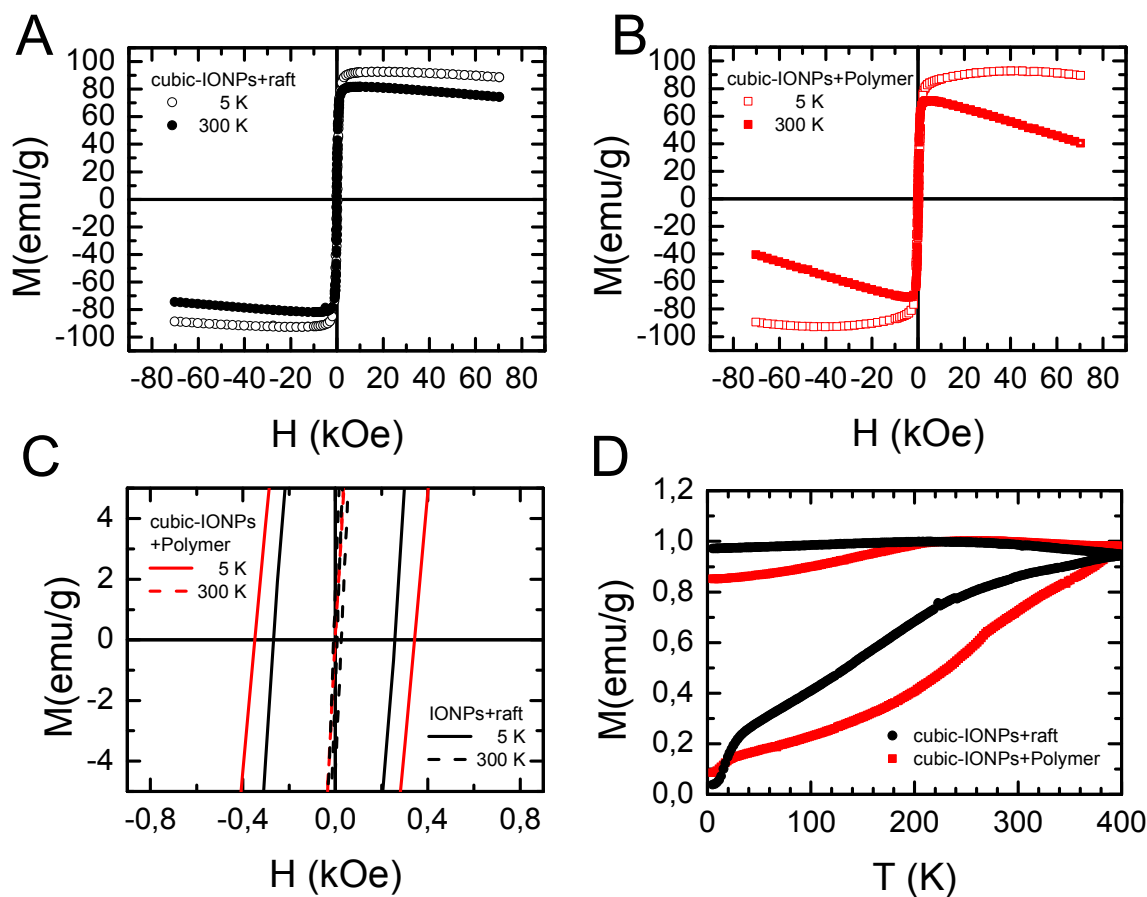 A
M(emu/g)
100
80
60
40
20
0
-20
-40
-60
-80
-100
cubic-IONPs+raft
5 K
300 K
-80 -60 -40 -20 0 20 40 60 80
H (kOe)
B
M(emu/g)
100
80
60
40
20
0
-20
-40
-60
-80
-100
cubic-IONPs+Polymer
5 K
300 K
-80 -60 -40 -20 0 20 40 60 80
H (kOe)
C
M(emu/g)
4
2
0
-2
-4
cubic-IONPs
+Polymer
5 K
300 K
IONPs+raft
5 K
300 K
-0,8 -0,4 0,0 0,4 0,8
H (kOe)
D
M(emu/g)
1,2
1,0
0,8
0,6
0,4
0,2
0,0
cubic-IONPs+raft
cubic-IONPs+Polymer
0 100 200 300 400
T (K)